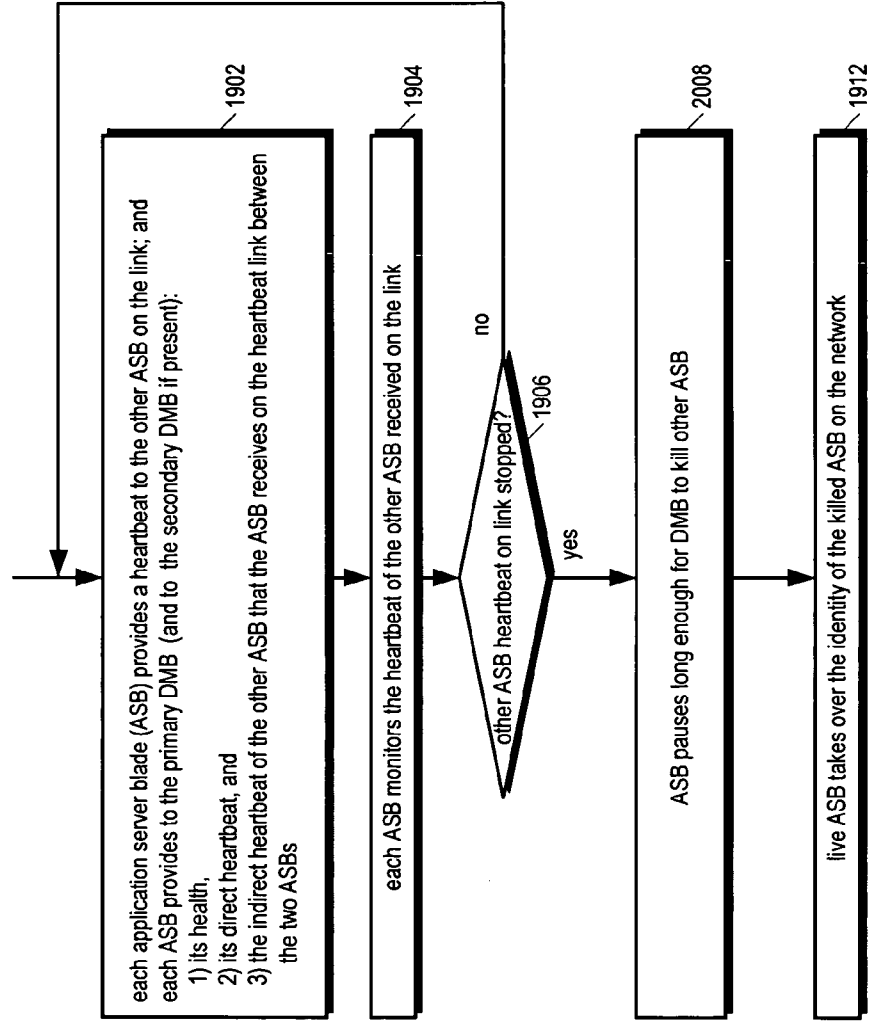 each application server blade (ASB) provides a heartbeat to the other ASB on the link; and
each ASB provides to the primary DMB (and to the secondary DMB if present):
1) its health,
2) its direct heartbeat, and
3) the indirect heartbeat of the other ASB that the ASB receives on the heartbeat link between
the two ASBs
1902
each ASB monitors the heartbeat of the other ASB received on the link
1904
other ASB heartbeat on link stopped?
1906
no
yes
ASB pauses long enough for DMB to kill other ASB
2008
live ASB takes over the identity of the killed ASB on the network
1912